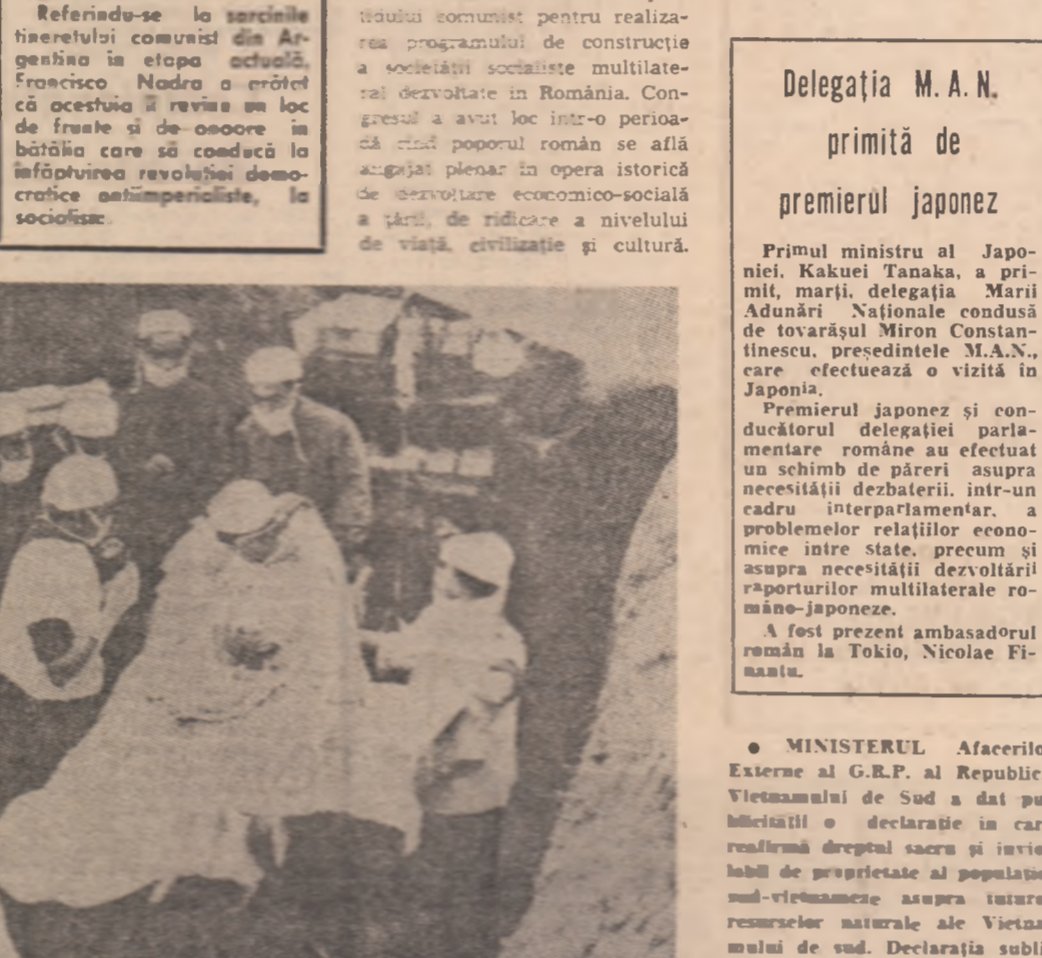 Referindu-se la sarcinile
tineretului comunist din Ar-
gentina în etapa actuală,
Francisco Nadra a arătat
că acestuia îi revine un loc
de frunte și de onoare în
bătălia care să conducă la
înfăptuirea revoluției demo-
cratice antiimperialiste, la
socialism.
tidului comunist pentru realiza-
rea programului de construcție
a societății socialiste multilate-
ral dezvoltate în România. Con-
gresul a avut loc într-o perioa-
dă cînd poporul român se află
angajat plenar în opera istorică
de dezvoltare economico-socială
a țării, de ridicare a nivelului
de viață, civilizație și cultură.
Delegația M.A.N.
primită de
premierul japonez
Primul ministru al Japo-
niei, Kakuei Tanaka, a pri-
mit, marți, delegația Marii
Adunări Naționale condusă
de tovarășul Miron Constan-
tinescu, președintele M.A.N.,
care efectuează o vizită în
Japonia.
Premierul japonez și con-
ducătorul delegației parla-
mentare române au efectuat
un schimb de păreri asupra
necesității dezbaterii, intr-un
cadru interparlamentar, a
problemelor relațiilor econo-
mice între state, precum și
asupra necesității dezvoltării
raporturilor multilaterale ro-
mâno-japoneze.
A fost prezent ambasadorul
român la Tokio, Nicolae Fi-
nantu.
● MINISTERUL Afacerilo
Externe al G.R.P. al Republic
Vietnamului de Sud a dat pu
blicității o declarație în car
reafirmă dreptul sacru și invio
labil de proprietate al populație
sud-vietnameze asupra tuturo
resurselor naturale ale Vietna
mului de sud. Declarația subli